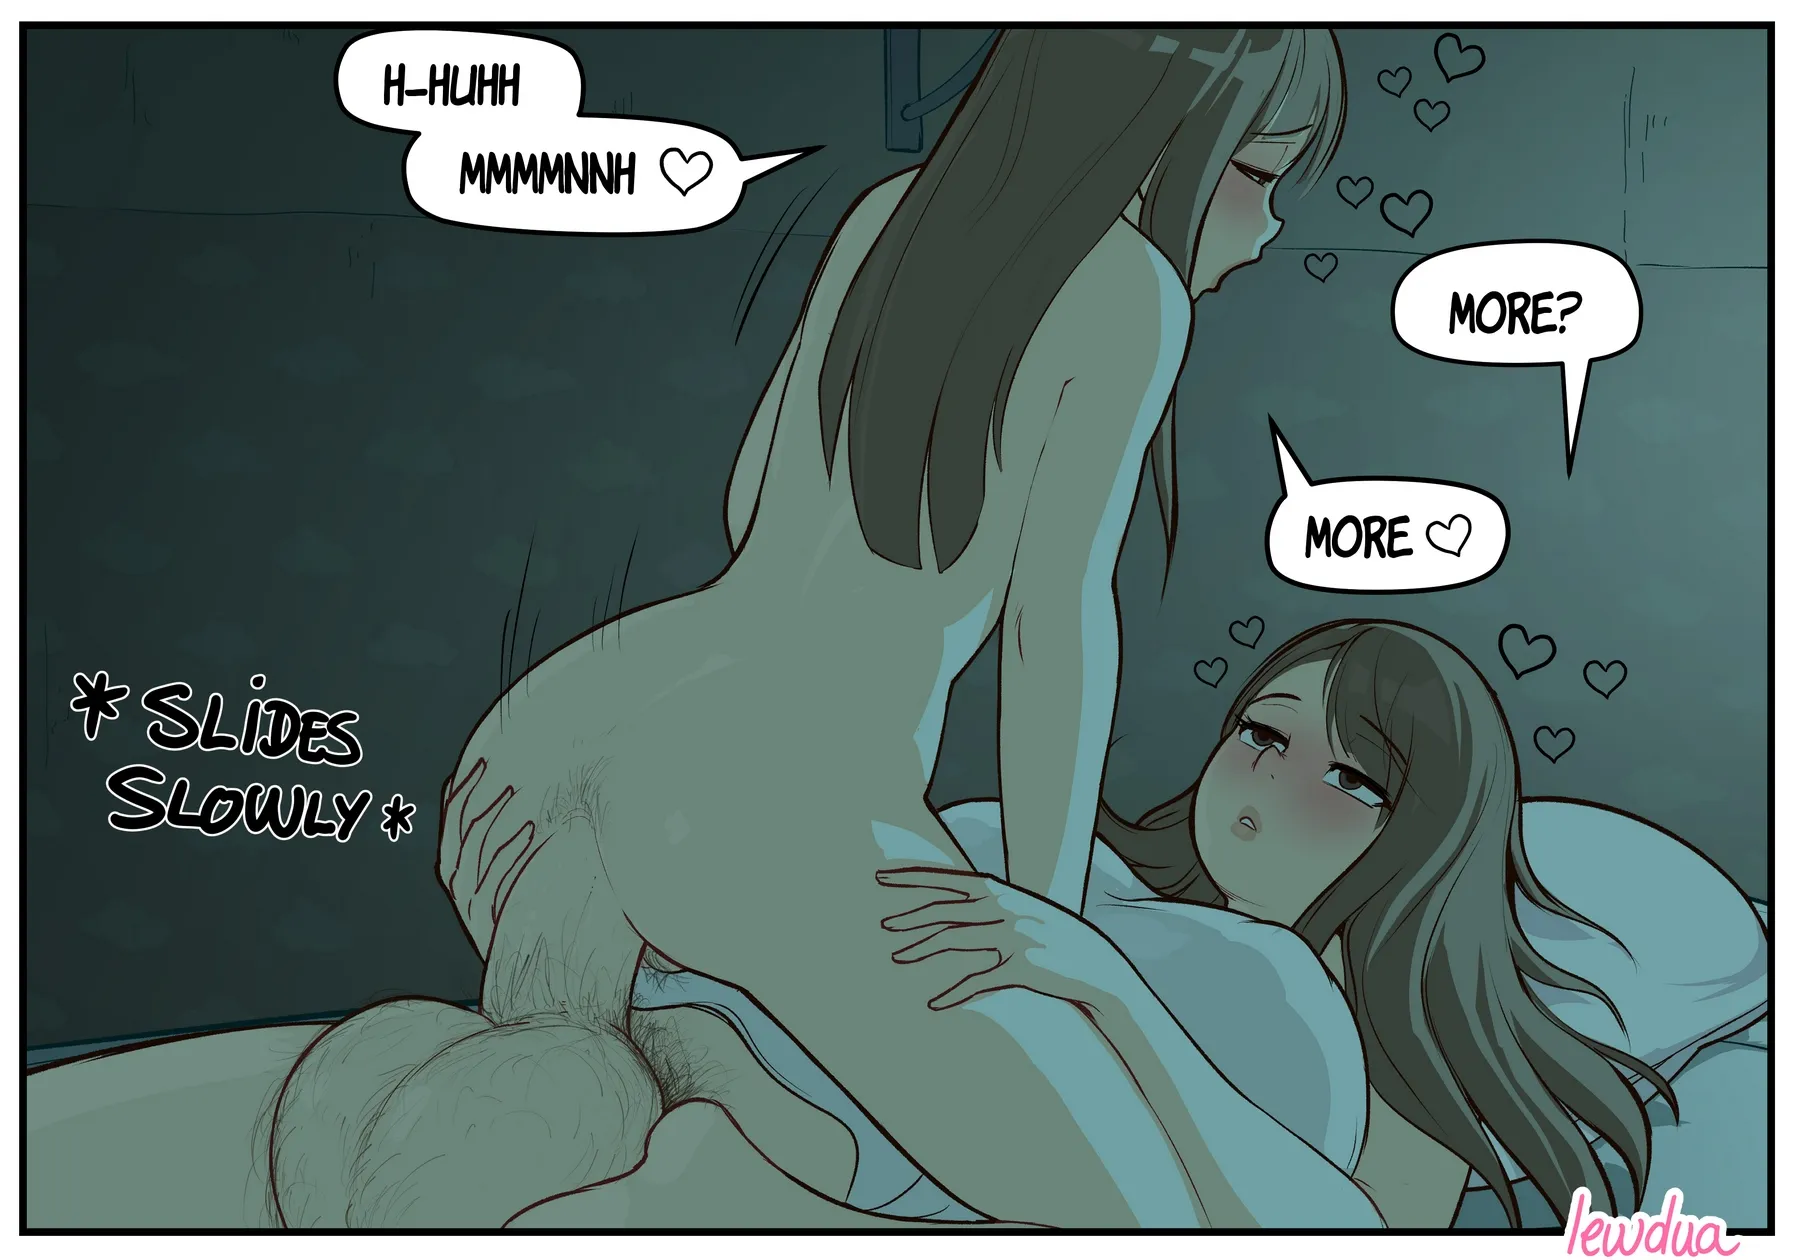 H-HUHH
MMMMNNH ♡
MORE?
MORE ♡
* SLIDES
SLOWLY *
lewdua